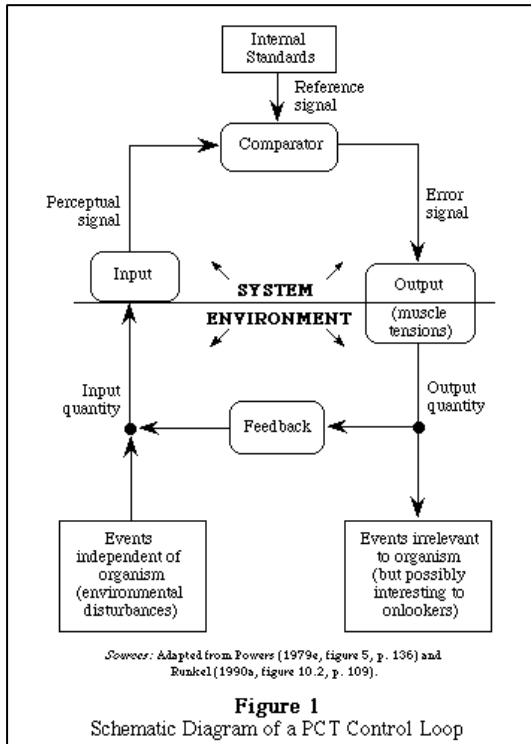 Internal
Standards
Reference
signal
Comparator
Perceptual
signal
Error
signal
Input
Output
(muscle
tensions)
SYSTEM
ENVIRONMENT
Input
quantity
Output
quantity
Feedback
Events
independent of
organism
(environmental
disturbances)
Events irrelevant
to organism
(but possibly
interesting to
onlookers)
Sources: Adapted from Powers (1979e, figure 5, p. 136) and
Runkel (1990a, figure 10.2, p. 109).
Figure 1
Schematic Diagram of a PCT Control Loop